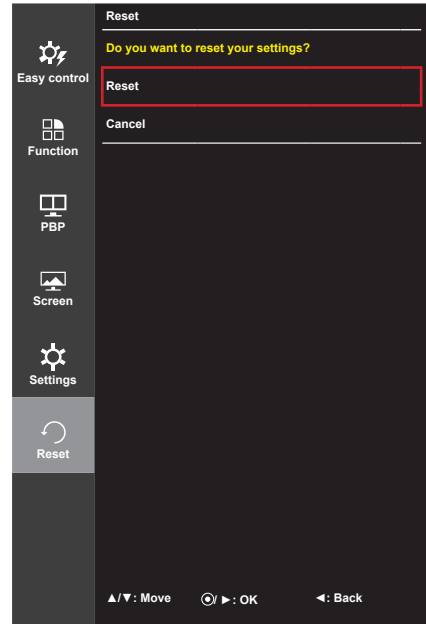 Reset
Do you want to reset your settings?
Reset
Cancel
Easy control
Function
PBP
Screen
Settings
Reset
▲/▼: Move ⦿/ ►: OK ◄: Back